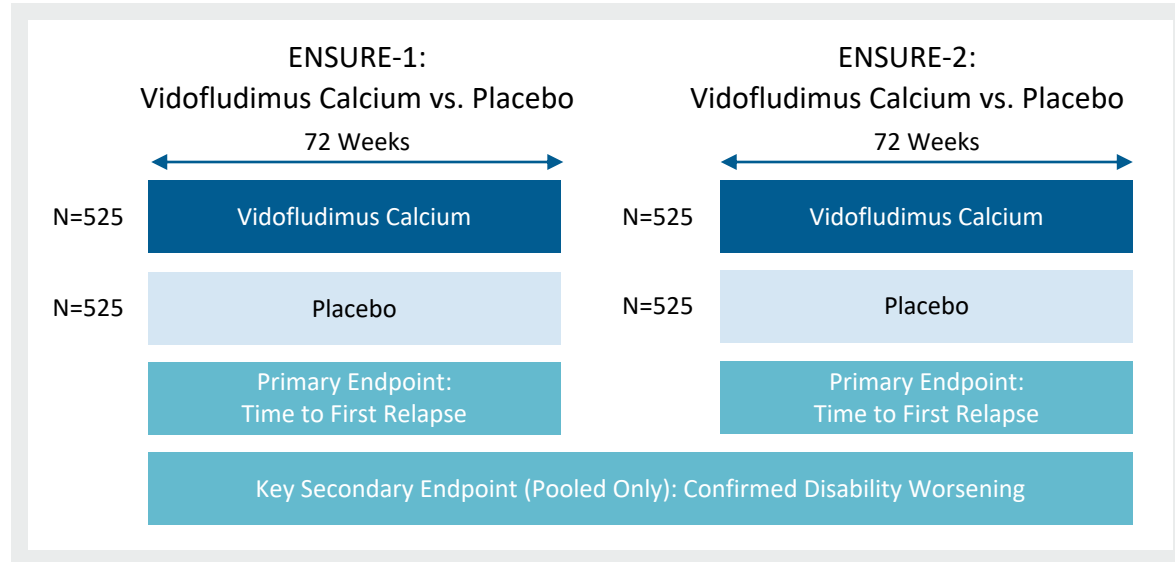 ENSURE-1:
Vidofludimus Calcium vs. Placebo
72 Weeks
N=525
Vidofludimus Calcium
N=525
Placebo
Primary Endpoint:
Time to First Relapse
ENSURE-2:
Vidofludimus Calcium vs. Placebo
72 Weeks
N=525
Vidofludimus Calcium
N=525
Placebo
Primary Endpoint:
Time to First Relapse
Key Secondary Endpoint (Pooled Only): Confirmed Disability Worsening